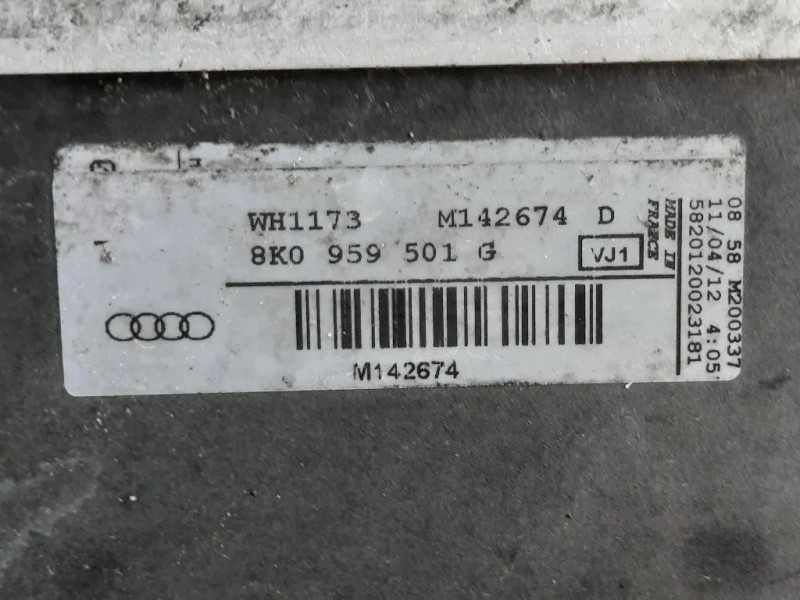 WH1173 M142674 D
8K0 959 501 G VJ1
M142674
MADE IN
FRANCE
08 58 M200337
11/04/12 4:05
5820120023181